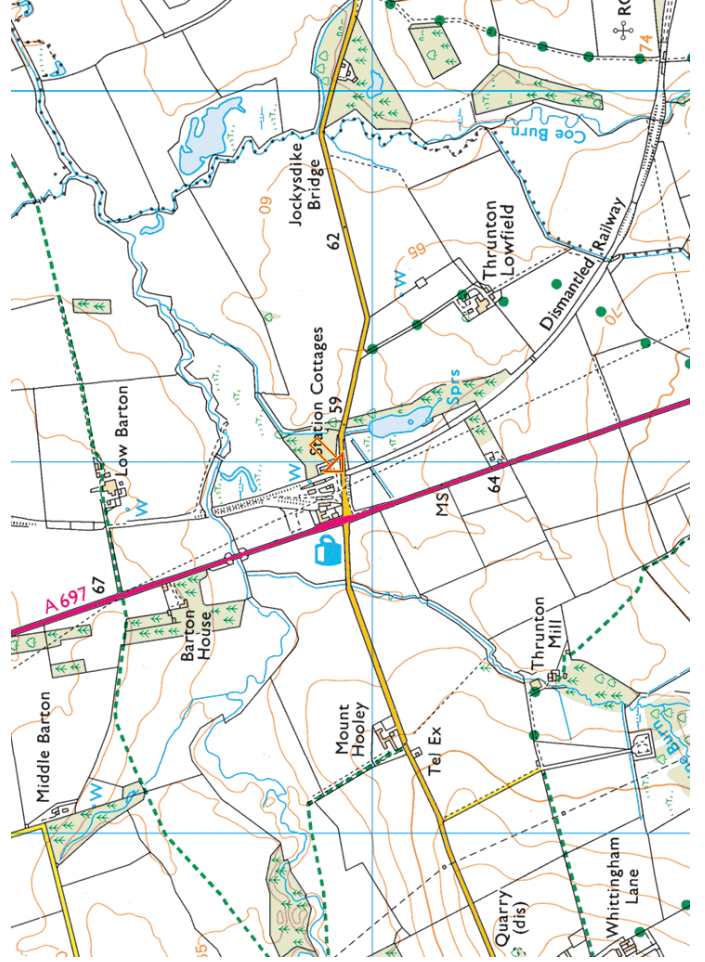 74
Coe Burn
Jockysdike
Bridge
60
62
65
W
Thrunton
Lowfield
Dismantled Railway
70
Station Cottages
59
Sprs
W
Low Barton
W
MS
64
A 697
67
Barton
House
Thrunton
Mill
Mount
Hooley
Tel Ex
Middle Barton
W
Burn
Quarry
(dis)
Whittingham
Lane